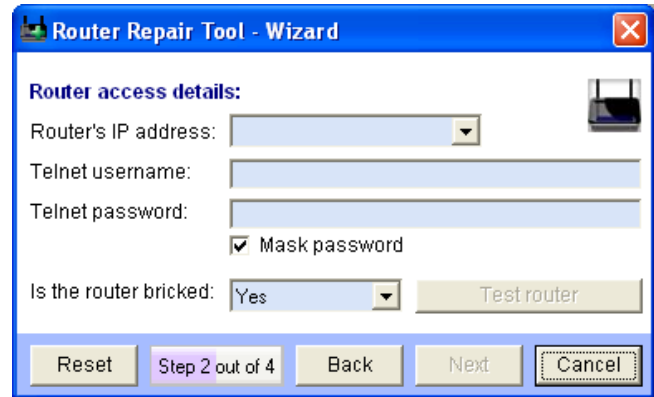 Router Repair Tool - Wizard
Router access details:
Router's IP address:
Telnet username:
Telnet password:
Mask password
Is the router bricked: Yes Test router
Reset Step 2 out of 4 Back Next Cancel